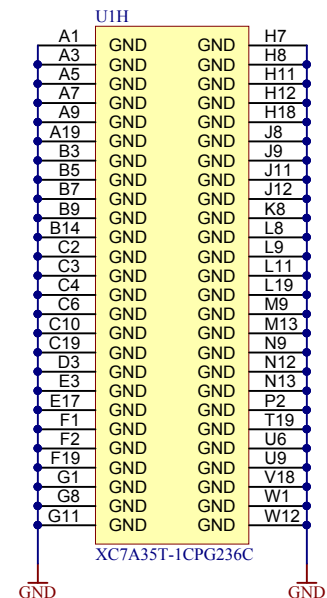 U1H
A1 GND GND H7
A3 GND GND H8
A5 GND GND H11
A7 GND GND H12
A9 GND GND H18
A19 GND GND J8
B3 GND GND J9
B5 GND GND J11
B7 GND GND J12
B9 GND GND K8
B14 GND GND L8
C2 GND GND L9
C3 GND GND L11
C4 GND GND L19
C6 GND GND M9
C10 GND GND M13
C19 GND GND N9
D3 GND GND N12
E3 GND GND N13
E17 GND GND P2
F1 GND GND T19
F2 GND GND U6
F19 GND GND U9
G1 GND GND V18
G8 GND GND W1
G11 GND GND W12
XC7A35T-1CPG236C
GND GND